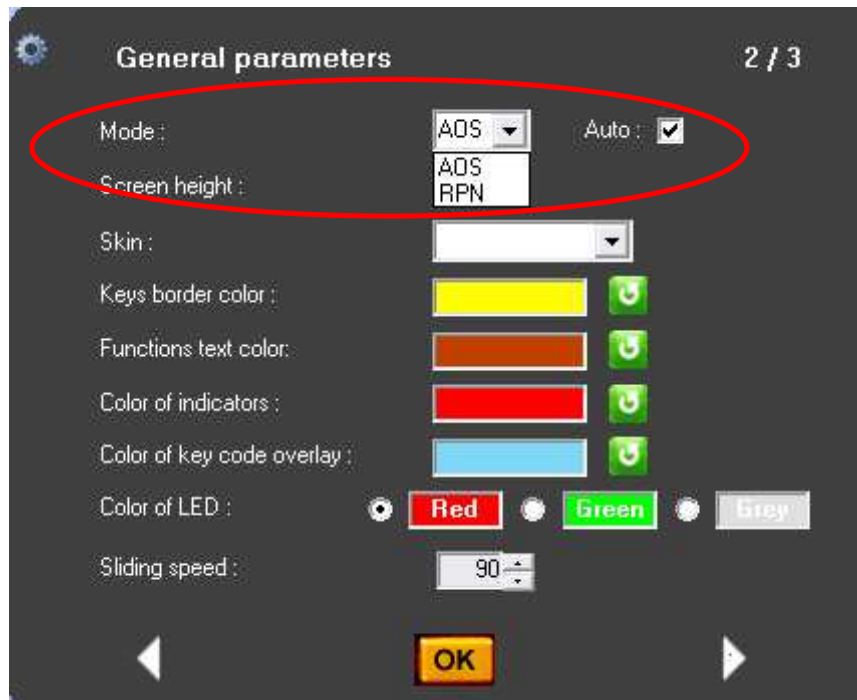 General parameters 2 / 3
Mode : AOS Auto :
AOS
Screen height : RPN
Skin :
Keys border color :
Functions text color:
Color of indicators :
Color of key code overlay :
Color of LED : Red Green Grey
Sliding speed : 90
OK